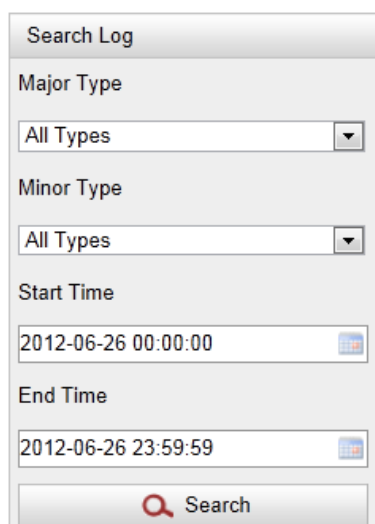 Search Log
Major Type
All Types
Minor Type
All Types
Start Time
2012-06-26 00:00:00
End Time
2012-06-26 23:59:59
Search